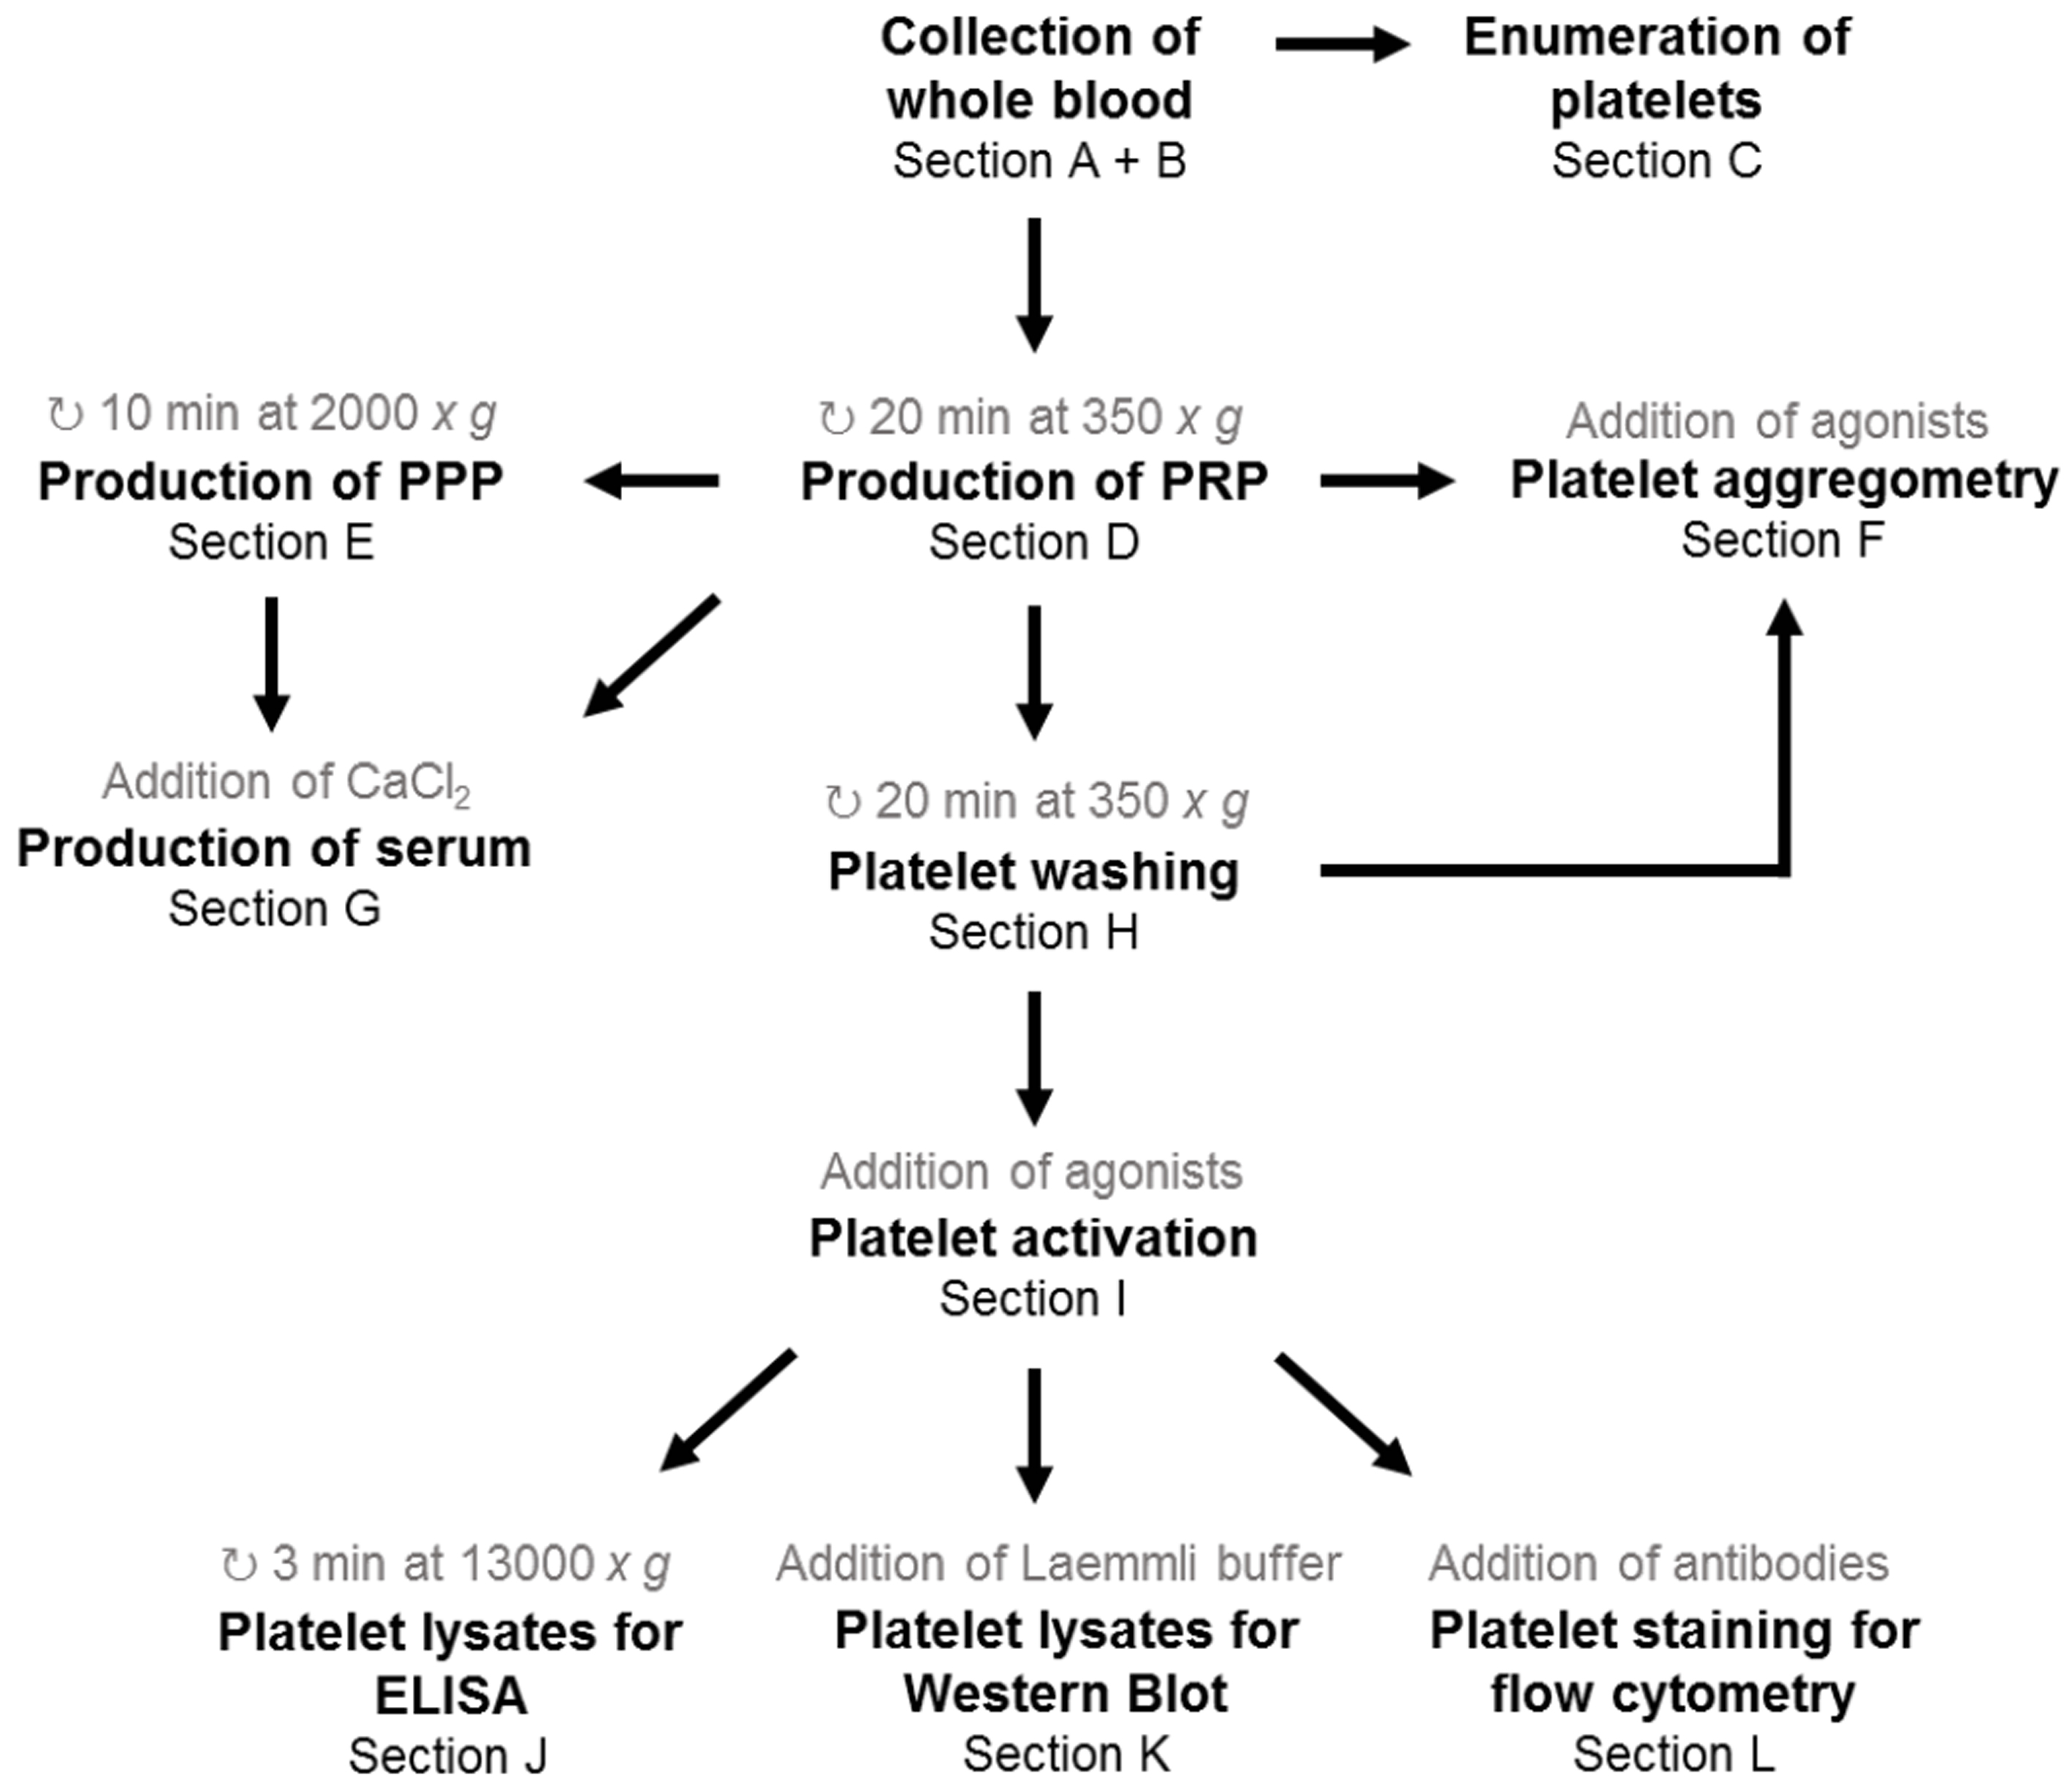 Collection of
whole blood
Section A + B
Enumeration of
platelets
Section C
↻ 10 min at 2000 x g
Production of PPP
Section E
↻ 20 min at 350 x g
Production of PRP
Section D
Addition of agonists
Platelet aggregometry
Section F
Addition of CaCl₂
Production of serum
Section G
↻ 20 min at 350 x g
Platelet washing
Section H
Addition of agonists
Platelet activation
Section I
↻ 3 min at 13000 x g
Platelet lysates for
ELISA
Section J
Addition of Laemmli buffer
Platelet lysates for
Western Blot
Section K
Addition of antibodies
Platelet staining for
flow cytometry
Section L